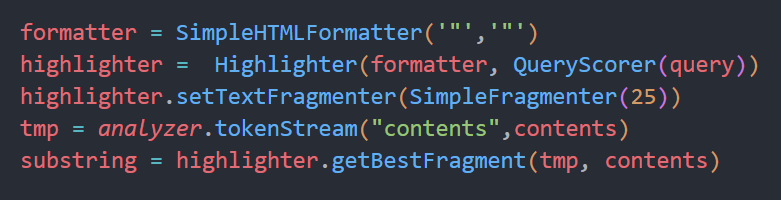 formatter = SimpleHTMLFormatter('"','"')
highlighter =  Highlighter(formatter, QueryScorer(query))
highlighter.setTextFragmenter(SimpleFragmenter(25))
tmp = analyzer.tokenStream("contents",contents)
substring = highlighter.getBestFragment(tmp, contents)